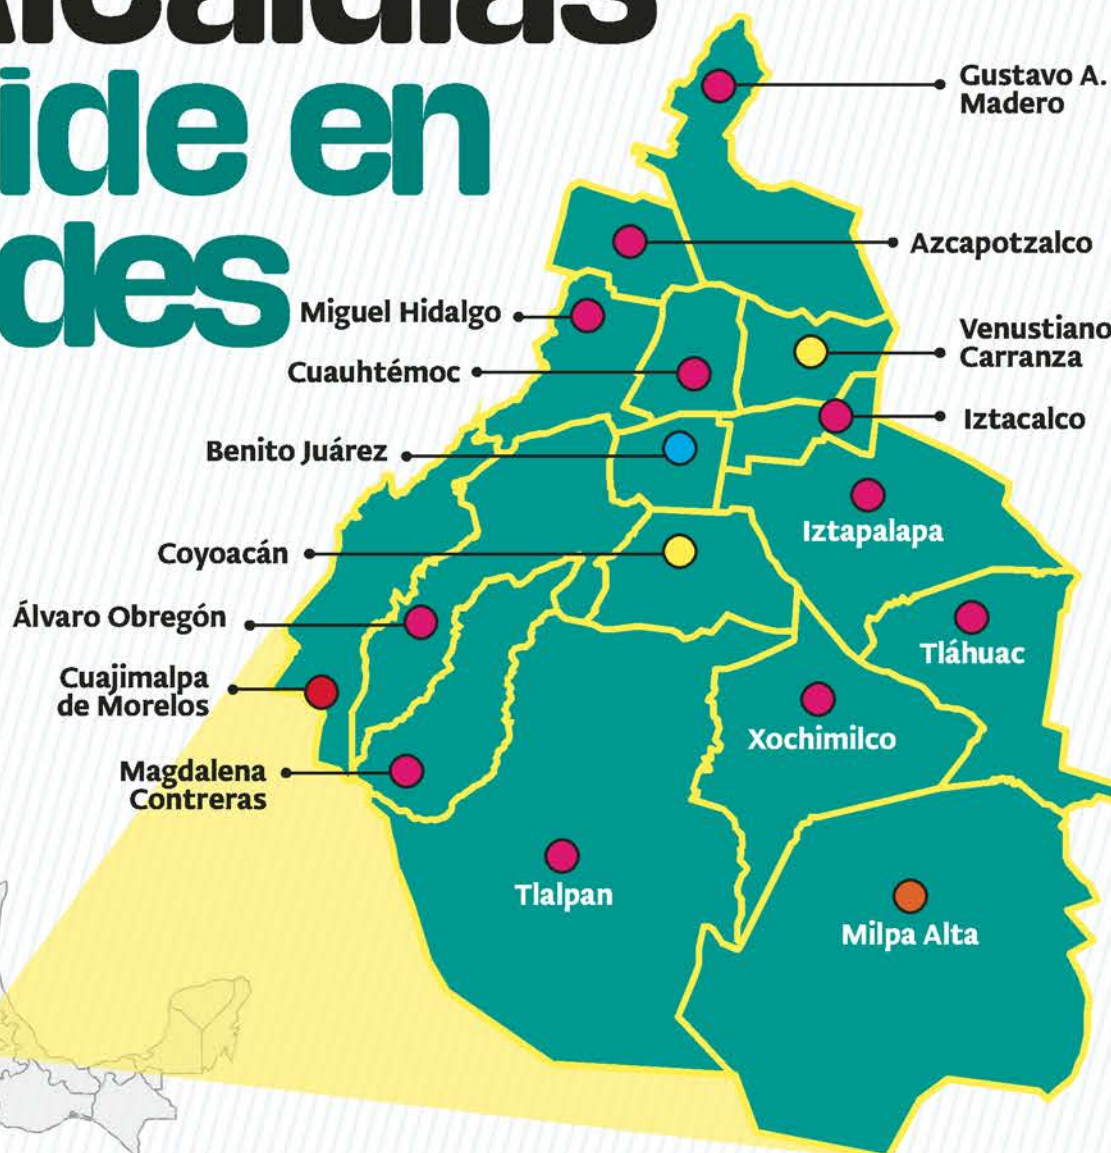 Alcaldías
ide en
des
Gustavo A.
Madero
Azcapotzalco
Miguel Hidalgo
Venustiano
Carranza
Cuauhtémoc
Iztacalco
Benito Juárez
Iztapalapa
Coyoacán
Álvaro Obregón
Tláhuac
Cuajimalpa
de Morelos
Xochimilco
Magdalena
Contreras
Tlalpan
Milpa Alta